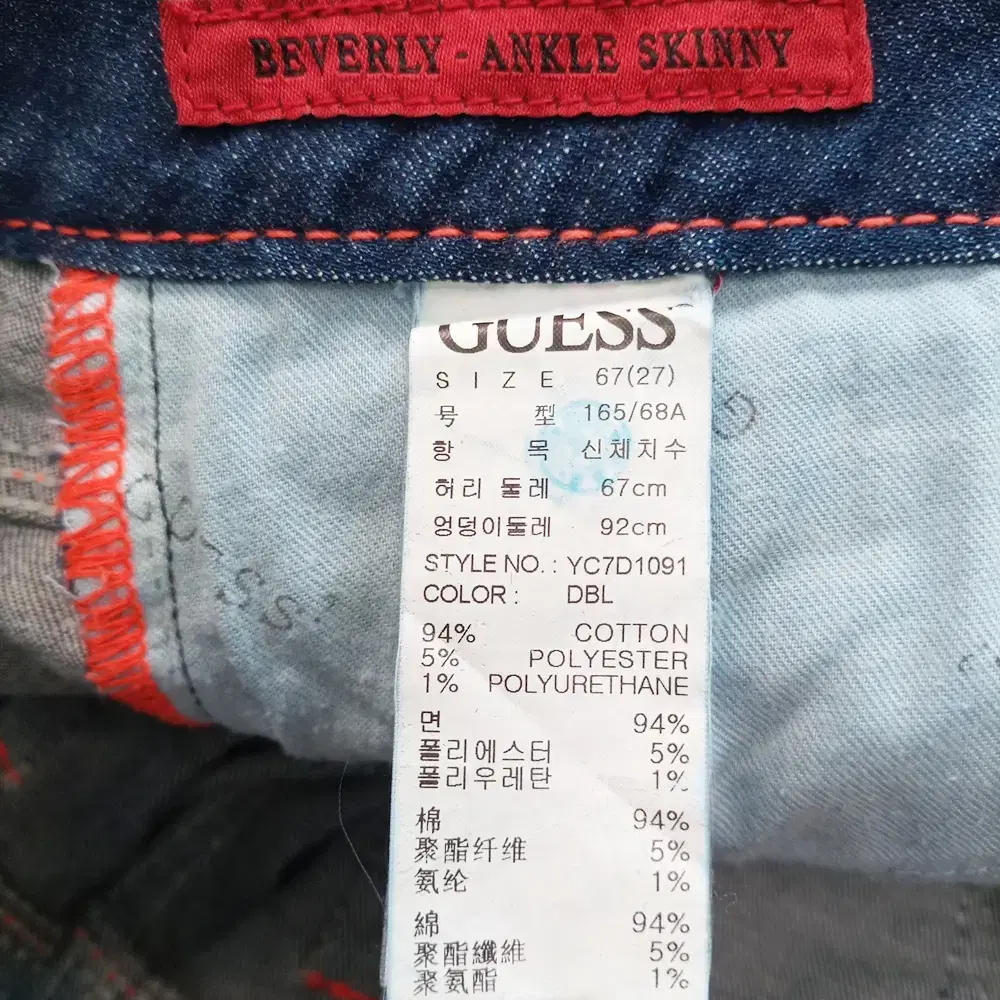 BEVERLY - ANKLE SKINNY
GUESS
SIZE 67(27)
号 型 165/68A
항 목 신체치수
허리 둘레 67cm
엉덩이둘레 92cm
STYLE NO. : YC7D1091
COLOR : DBL
94% COTTON
5% POLYESTER
1% POLYURETHANE
면 94%
폴리에스터 5%
폴리우레탄 1%
棉 94%
聚酯纤维 5%
氨纶 1%
綿 94%
聚酯纖維 5%
聚氨酯 1%